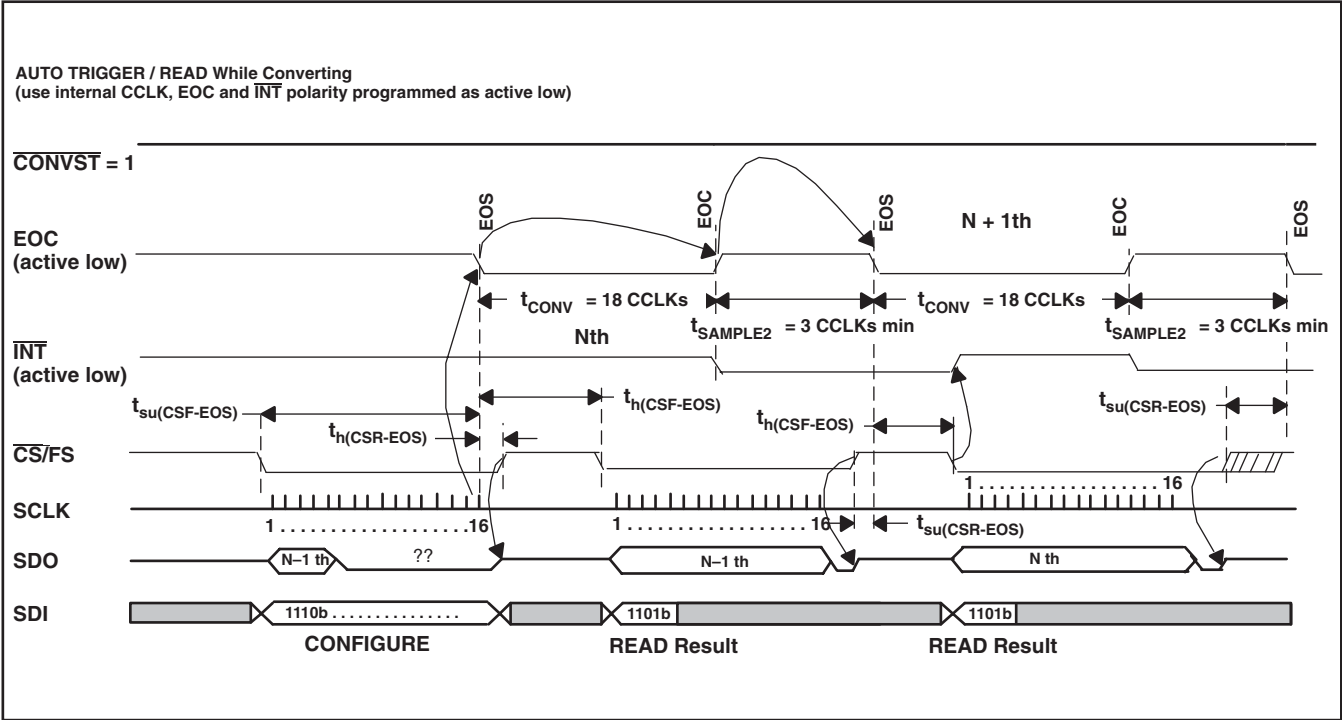 AUTO TRIGGER / READ While Converting
(use internal CCLK, EOC and INT polarity programmed as active low)
CONVST = 1
EOS
EOC
EOS
N + 1th
EOC
EOS
EOC
(active low)
tCONV = 18 CCLKs
tCONV = 18 CCLKs
tSAMPLE2 = 3 CCLKs min
tSAMPLE2 = 3 CCLKs min
Nth
INT
(active low)
tsu(CSF-EOS)
th(CSF-EOS)
tsu(CSR-EOS)
th(CSR-EOS)
th(CSF-EOS)
CS/FS
1 . . . . . . . . . . . . . . . . . . 16
SCLK
1 . . . . . . . . . . . . . . . . . . 16
1 . . . . . . . . . . . . . . . . . . 16
tsu(CSR-EOS)
SDO
N–1 th
??
N–1 th
N th
SDI
1110b . . . . . . . . . . . . . . .
1101b
1101b
CONFIGURE
READ Result
READ Result